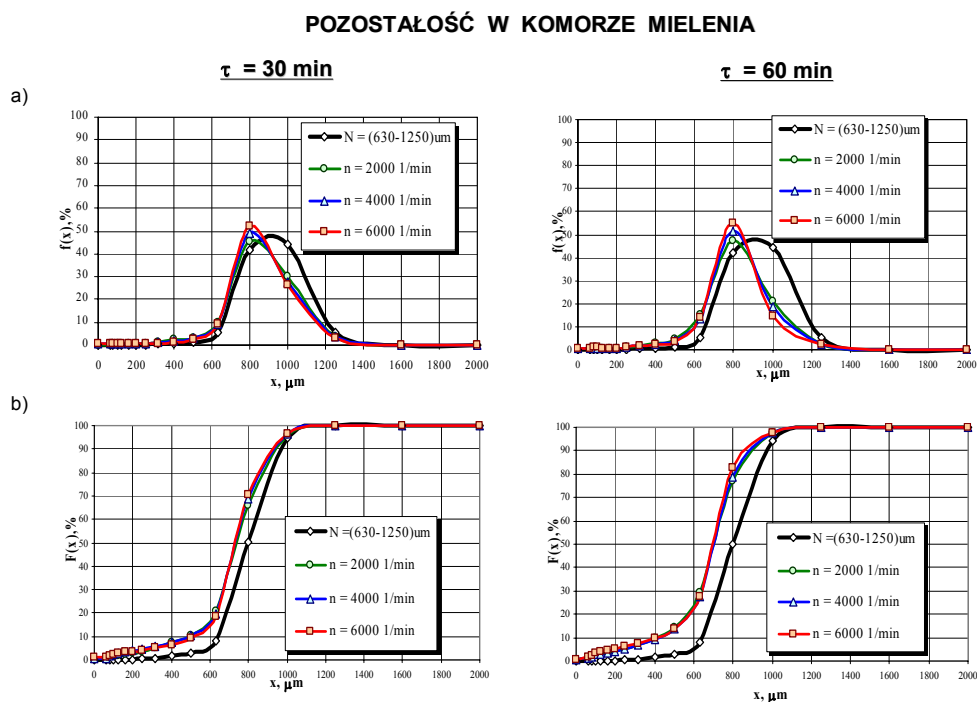 POZOSTAŁOŚĆ W KOMORZE MIELENIA
τ = 30 min
τ = 60 min
a)
100
90
80
70
60
50
40
30
20
10
0
f(x),%
0 200 400 600 800 1000 1200 1400 1600 1800 2000
x, μm
N = (630-1250)um
n = 2000 1/min
n = 4000 1/min
n = 6000 1/min
100
90
80
70
60
50
40
30
20
10
0
f(x),%
0 200 400 600 800 1000 1200 1400 1600 1800 2000
x, μm
N = (630-1250)um
n = 2000 1/min
n = 4000 1/min
n = 6000 1/min
b)
100
90
80
70
60
50
40
30
20
10
0
F(x),%
0 200 400 600 800 1000 1200 1400 1600 1800 2000
x, μm
N =(630-1250)um
n = 2000 1/min
n = 4000 1/min
n = 6000 1/min
100
90
80
70
60
50
40
30
20
10
0
F(x),%
0 200 400 600 800 1000 1200 1400 1600 1800 2000
x, μm
N =(630-1250)um
n = 2000 1/min
n = 4000 1/min
n = 6000 1/min